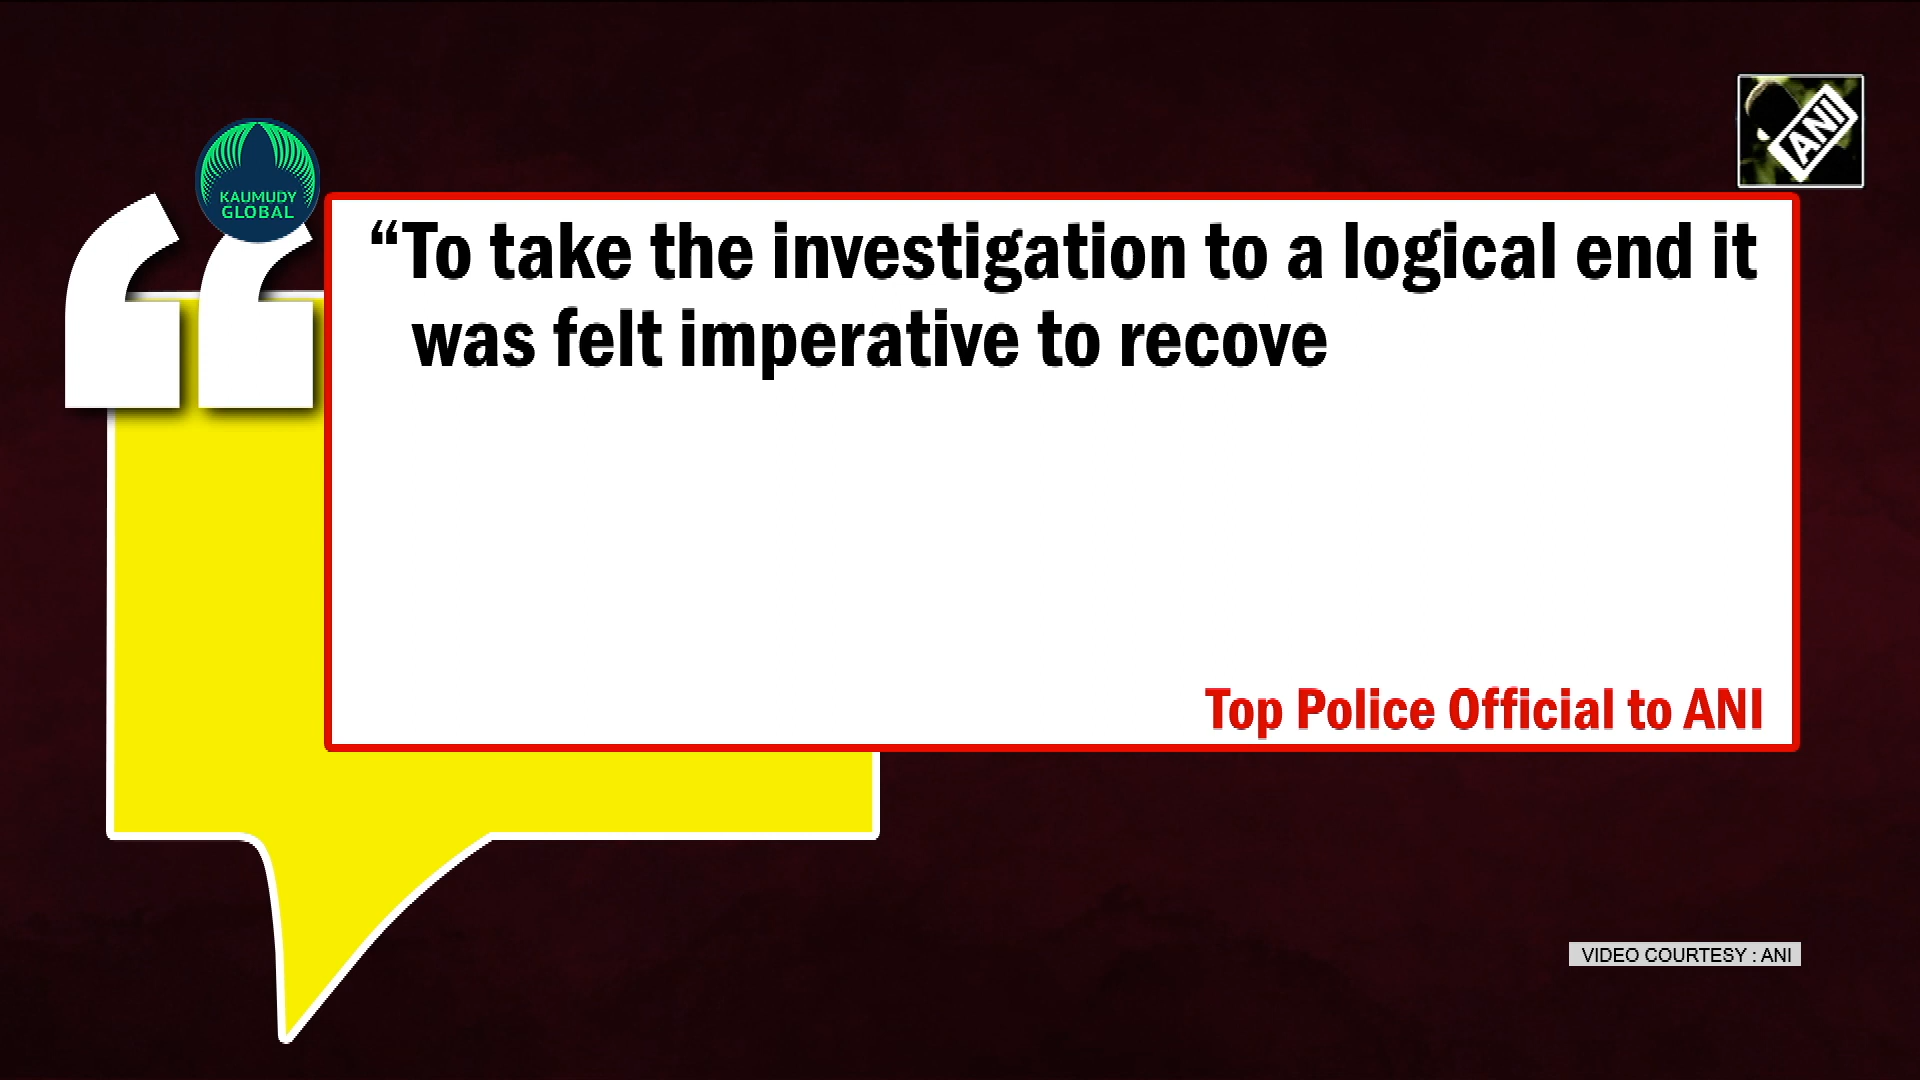 KAUMUDY
GLOBAL
ANI
“To take the investigation to a logical end it
was felt imperative to recove
Top Police Official to ANI
VIDEO COURTESY : ANI